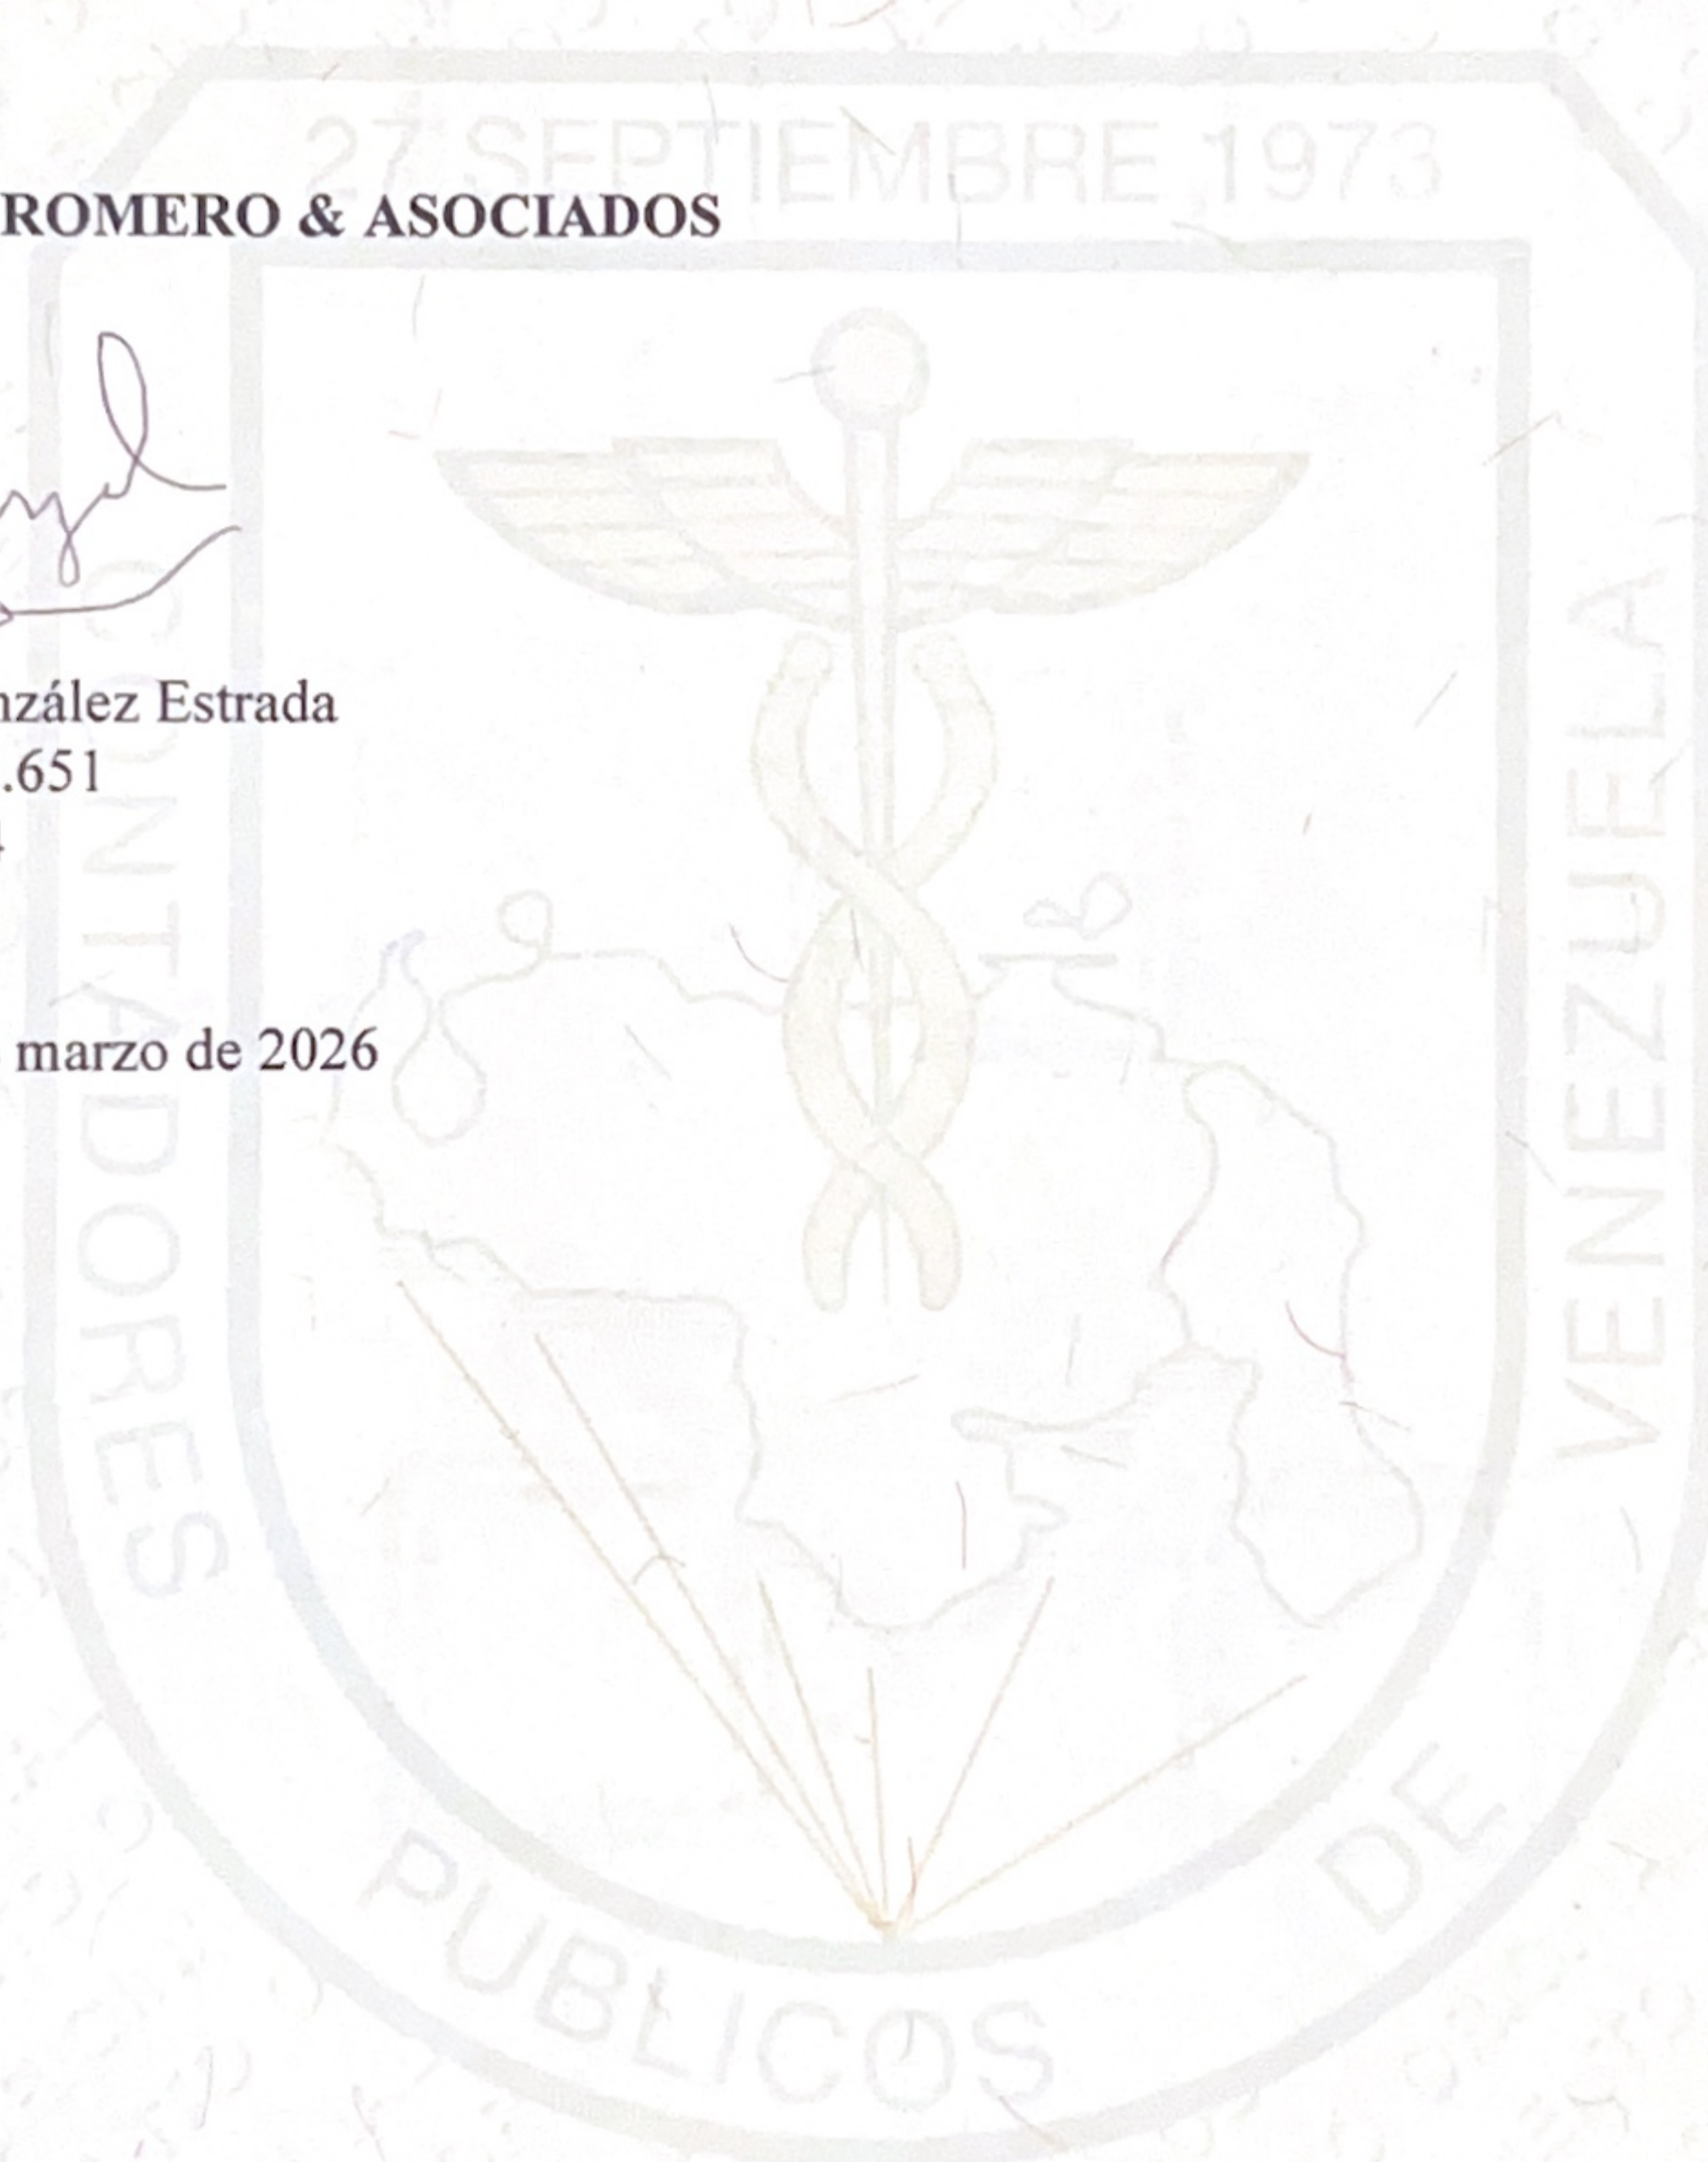 27 SEPTIEMBRE 1973
ROMERO & ASOCIADOS
nzález Estrada
.651
marzo de 2026
CONTADORES
PUBLICOS
DE
VENEZUELA